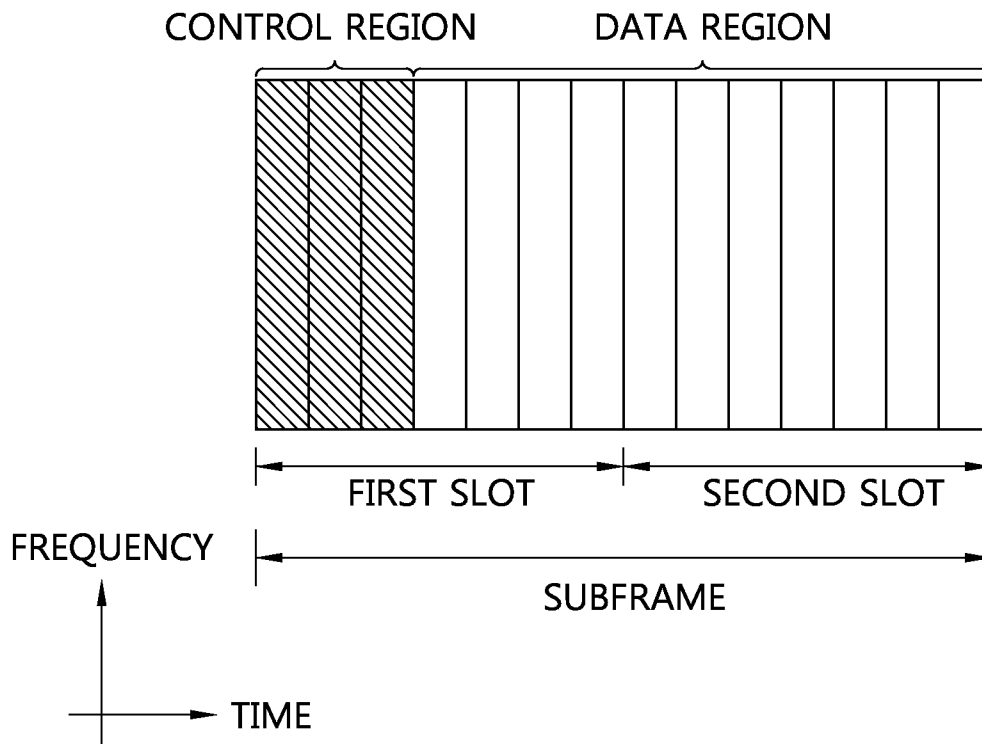 CONTROL REGION
DATA REGION
FIRST SLOT
SECOND SLOT
FREQUENCY
SUBFRAME
TIME